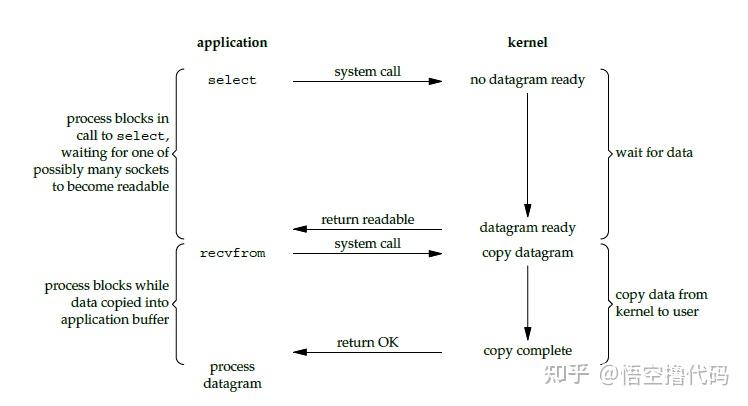 application
kernel
select
system call
no datagram ready
process blocks in
call to select,
waiting for one of
possibly many sockets
to become readable
wait for data
return readable
datagram ready
recvfrom
system call
copy datagram
process blocks while
data copied into
application buffer
copy data from
kernel to user
return OK
copy complete
process
datagram
知乎 @悟空撸代码